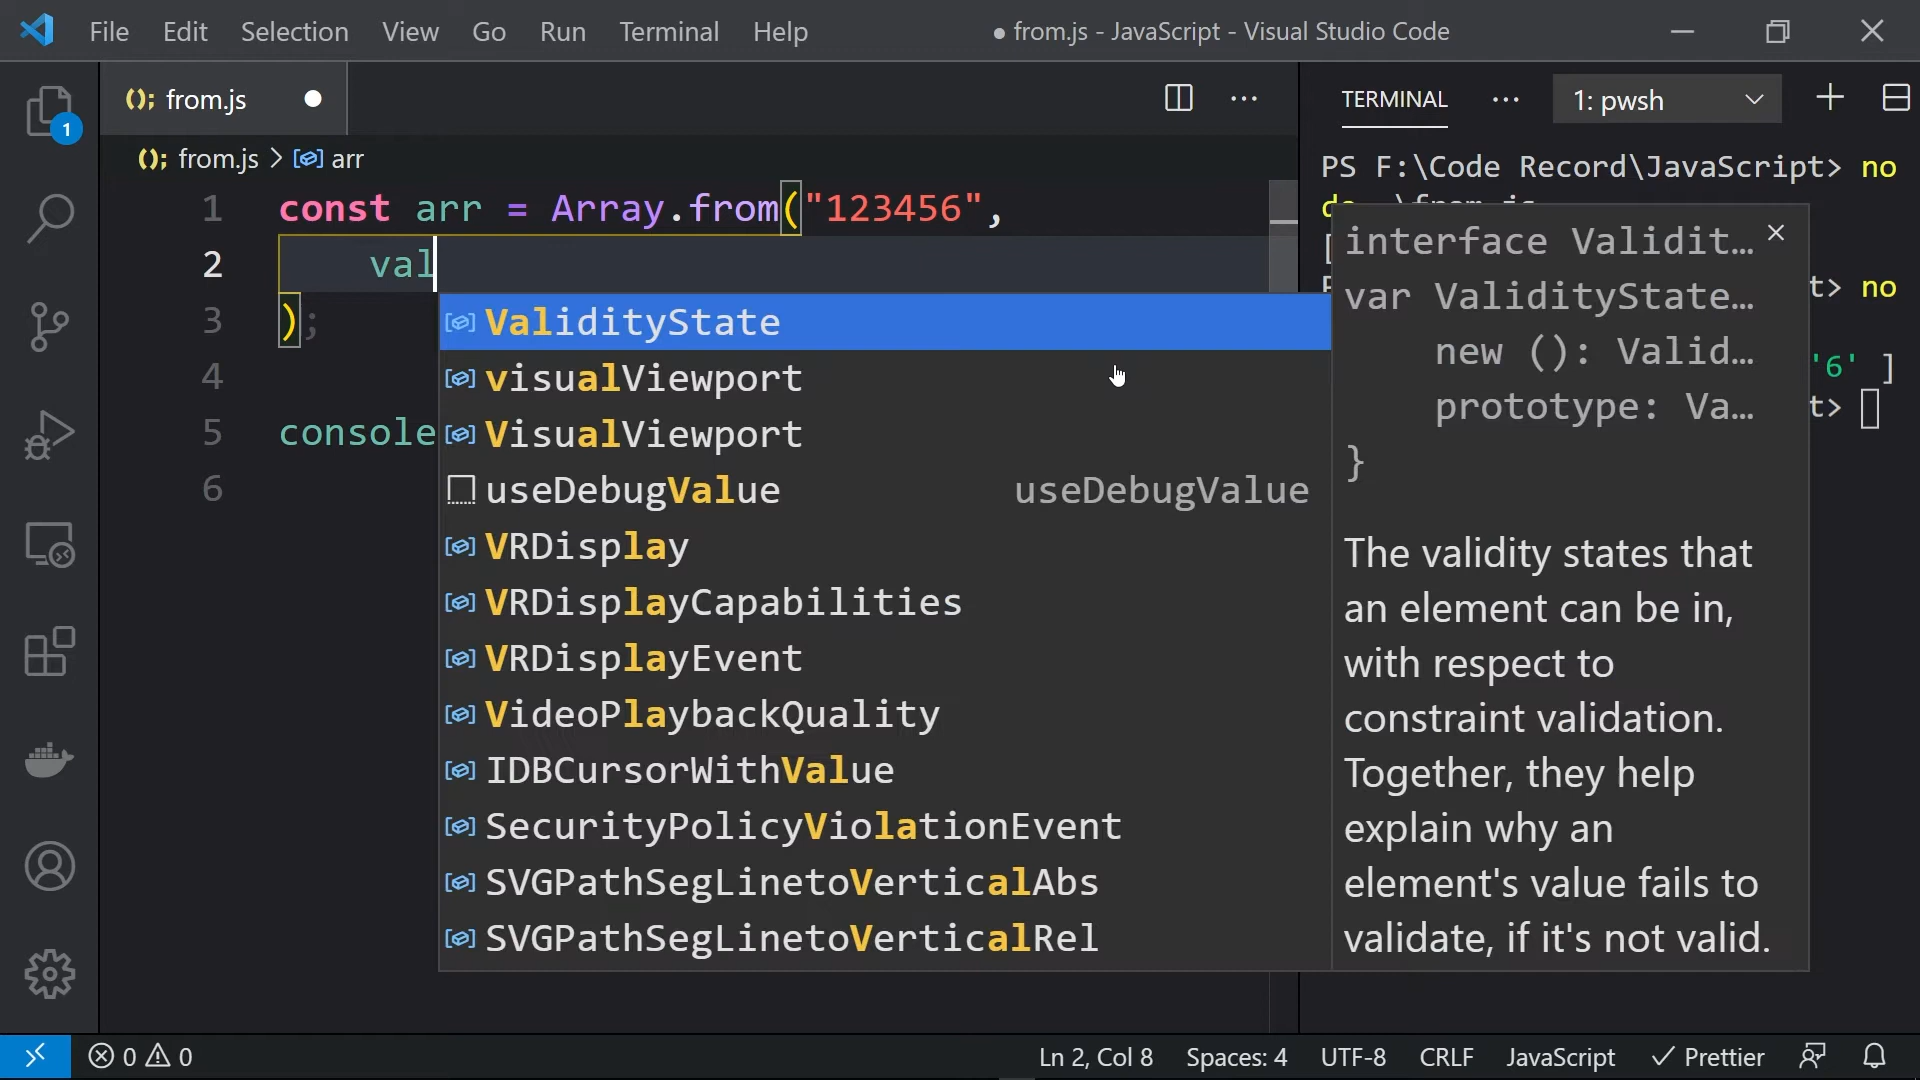 File Edit Selection View Go Run Terminal Help
● from.js - JavaScript - Visual Studio Code
(); from.js ●
TERMINAL ··· 1: pwsh
1
(); from.js > arr
1 const arr = Array.from("123456",
2 val
3 );
4
5 console
6
ValidityState
visualViewport
VisualViewport
useDebugValue useDebugValue
VRDisplay
VRDisplayCapabilities
VRDisplayEvent
VideoPlaybackQuality
IDBCursorWithValue
SecurityPolicyViolationEvent
SVGPathSegLinetoVerticalAbs
SVGPathSegLinetoVerticalRel
PS F:\Code Record\JavaScript> no
[
t> no
'6' ]
t>
interface Validit…
var ValidityState…
new (): Valid…
prototype: Va…
}
The validity states that
an element can be in,
with respect to
constraint validation.
Together, they help
explain why an
element's value fails to
validate, if it's not valid.
0 0
Ln 2, Col 8 Spaces: 4 UTF-8 CRLF JavaScript ✓ Prettier